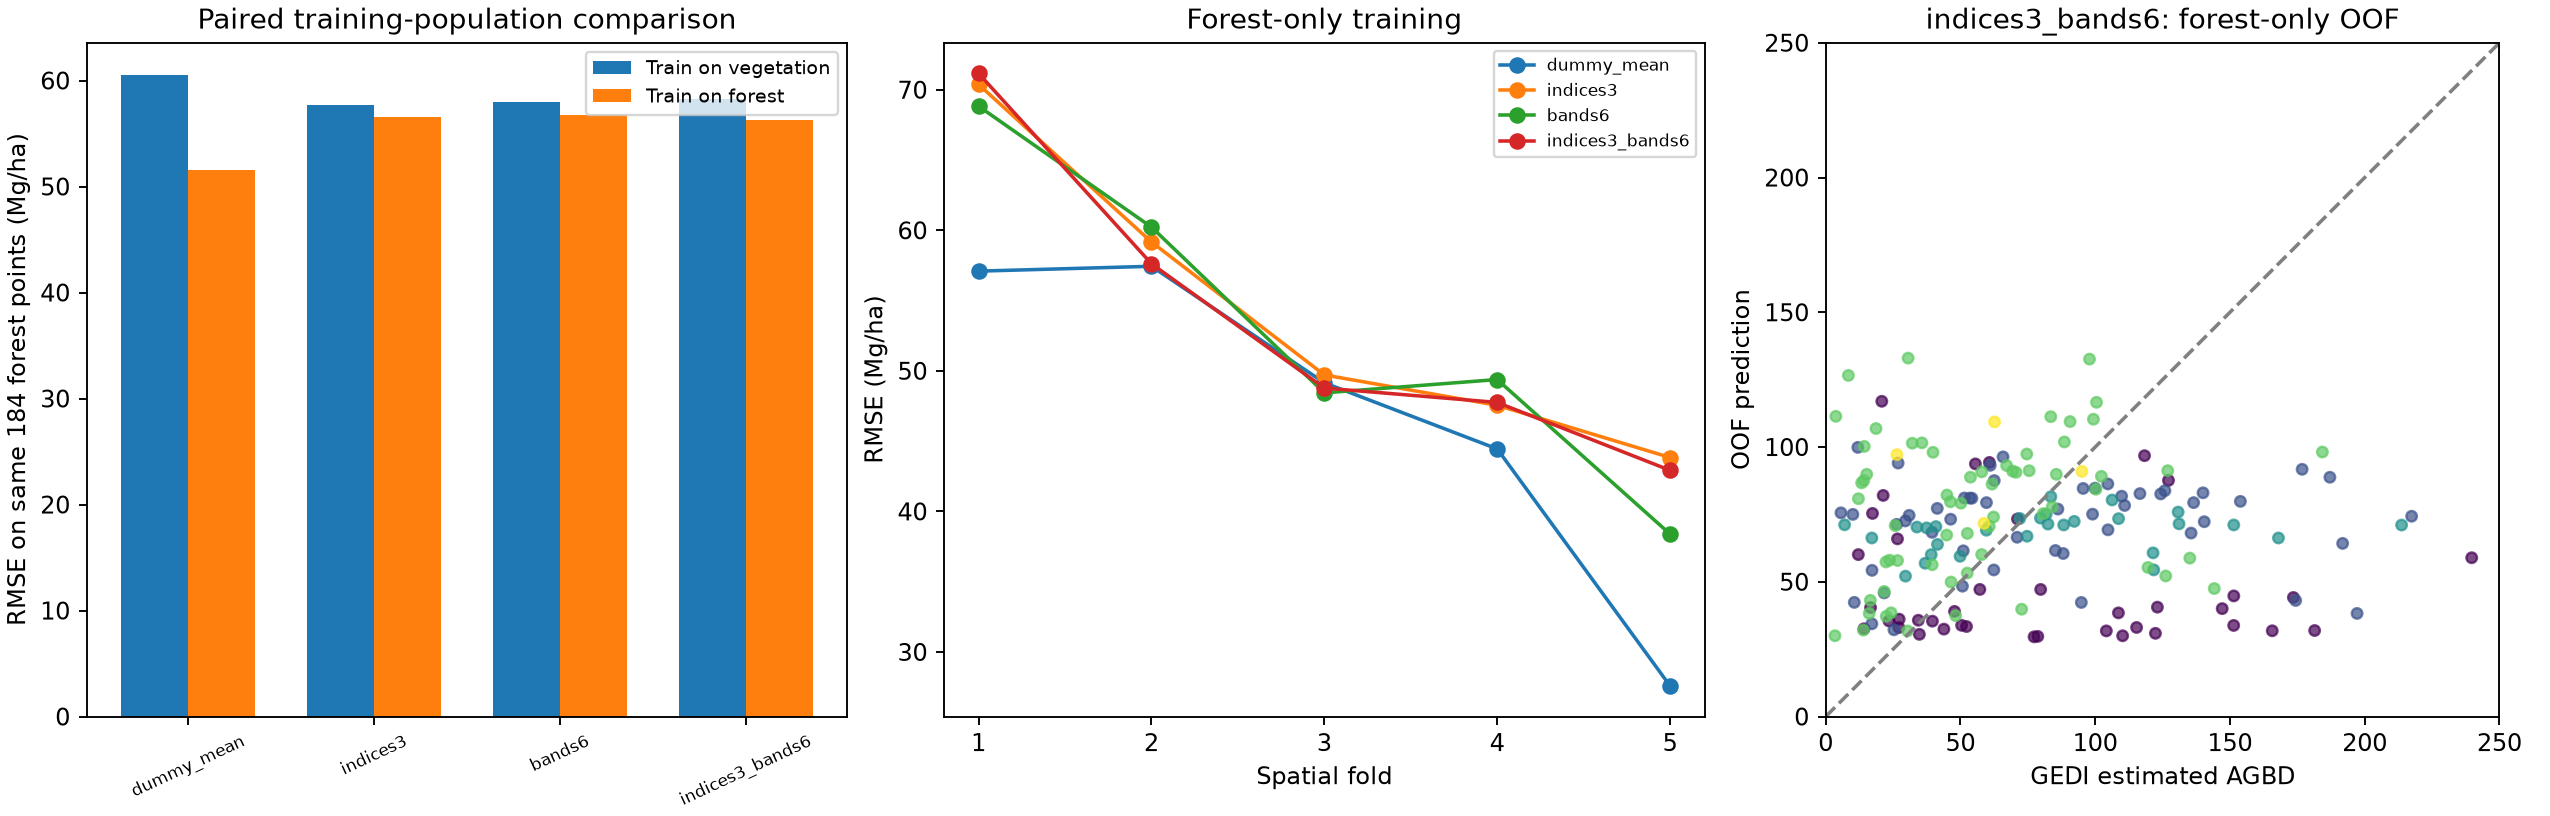 Paired training-population comparison
RMSE on same 184 forest points (Mg/ha)
60
50
40
30
20
10
0
Train on vegetation
Train on forest
dummy_mean
indices3
bands6
indices3_bands6
Forest-only training
RMSE (Mg/ha)
70
60
50
40
30
dummy_mean
indices3
bands6
indices3_bands6
1 2 3 4 5
Spatial fold
indices3_bands6: forest-only OOF
OOF prediction
250
200
150
100
50
0
0 50 100 150 200 250
GEDI estimated AGBD